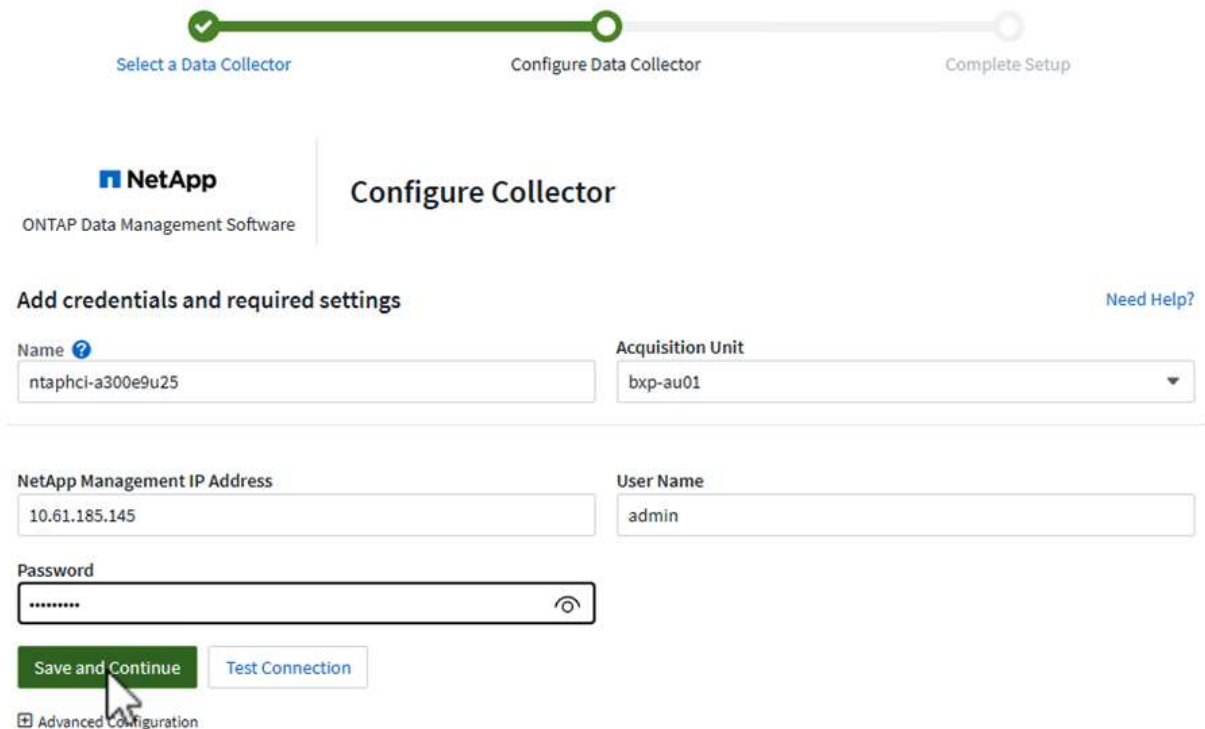 Select a Data Collector
Configure Data Collector
Complete Setup
NetApp
ONTAP Data Management Software
Configure Collector
Add credentials and required settings
Need Help?
Name
Acquisition Unit
ntaphci-a300e9u25
bxp-au01
NetApp Management IP Address
User Name
10.61.185.145
admin
Password
•••••••••
Save and Continue
Test Connection
Advanced Configuration